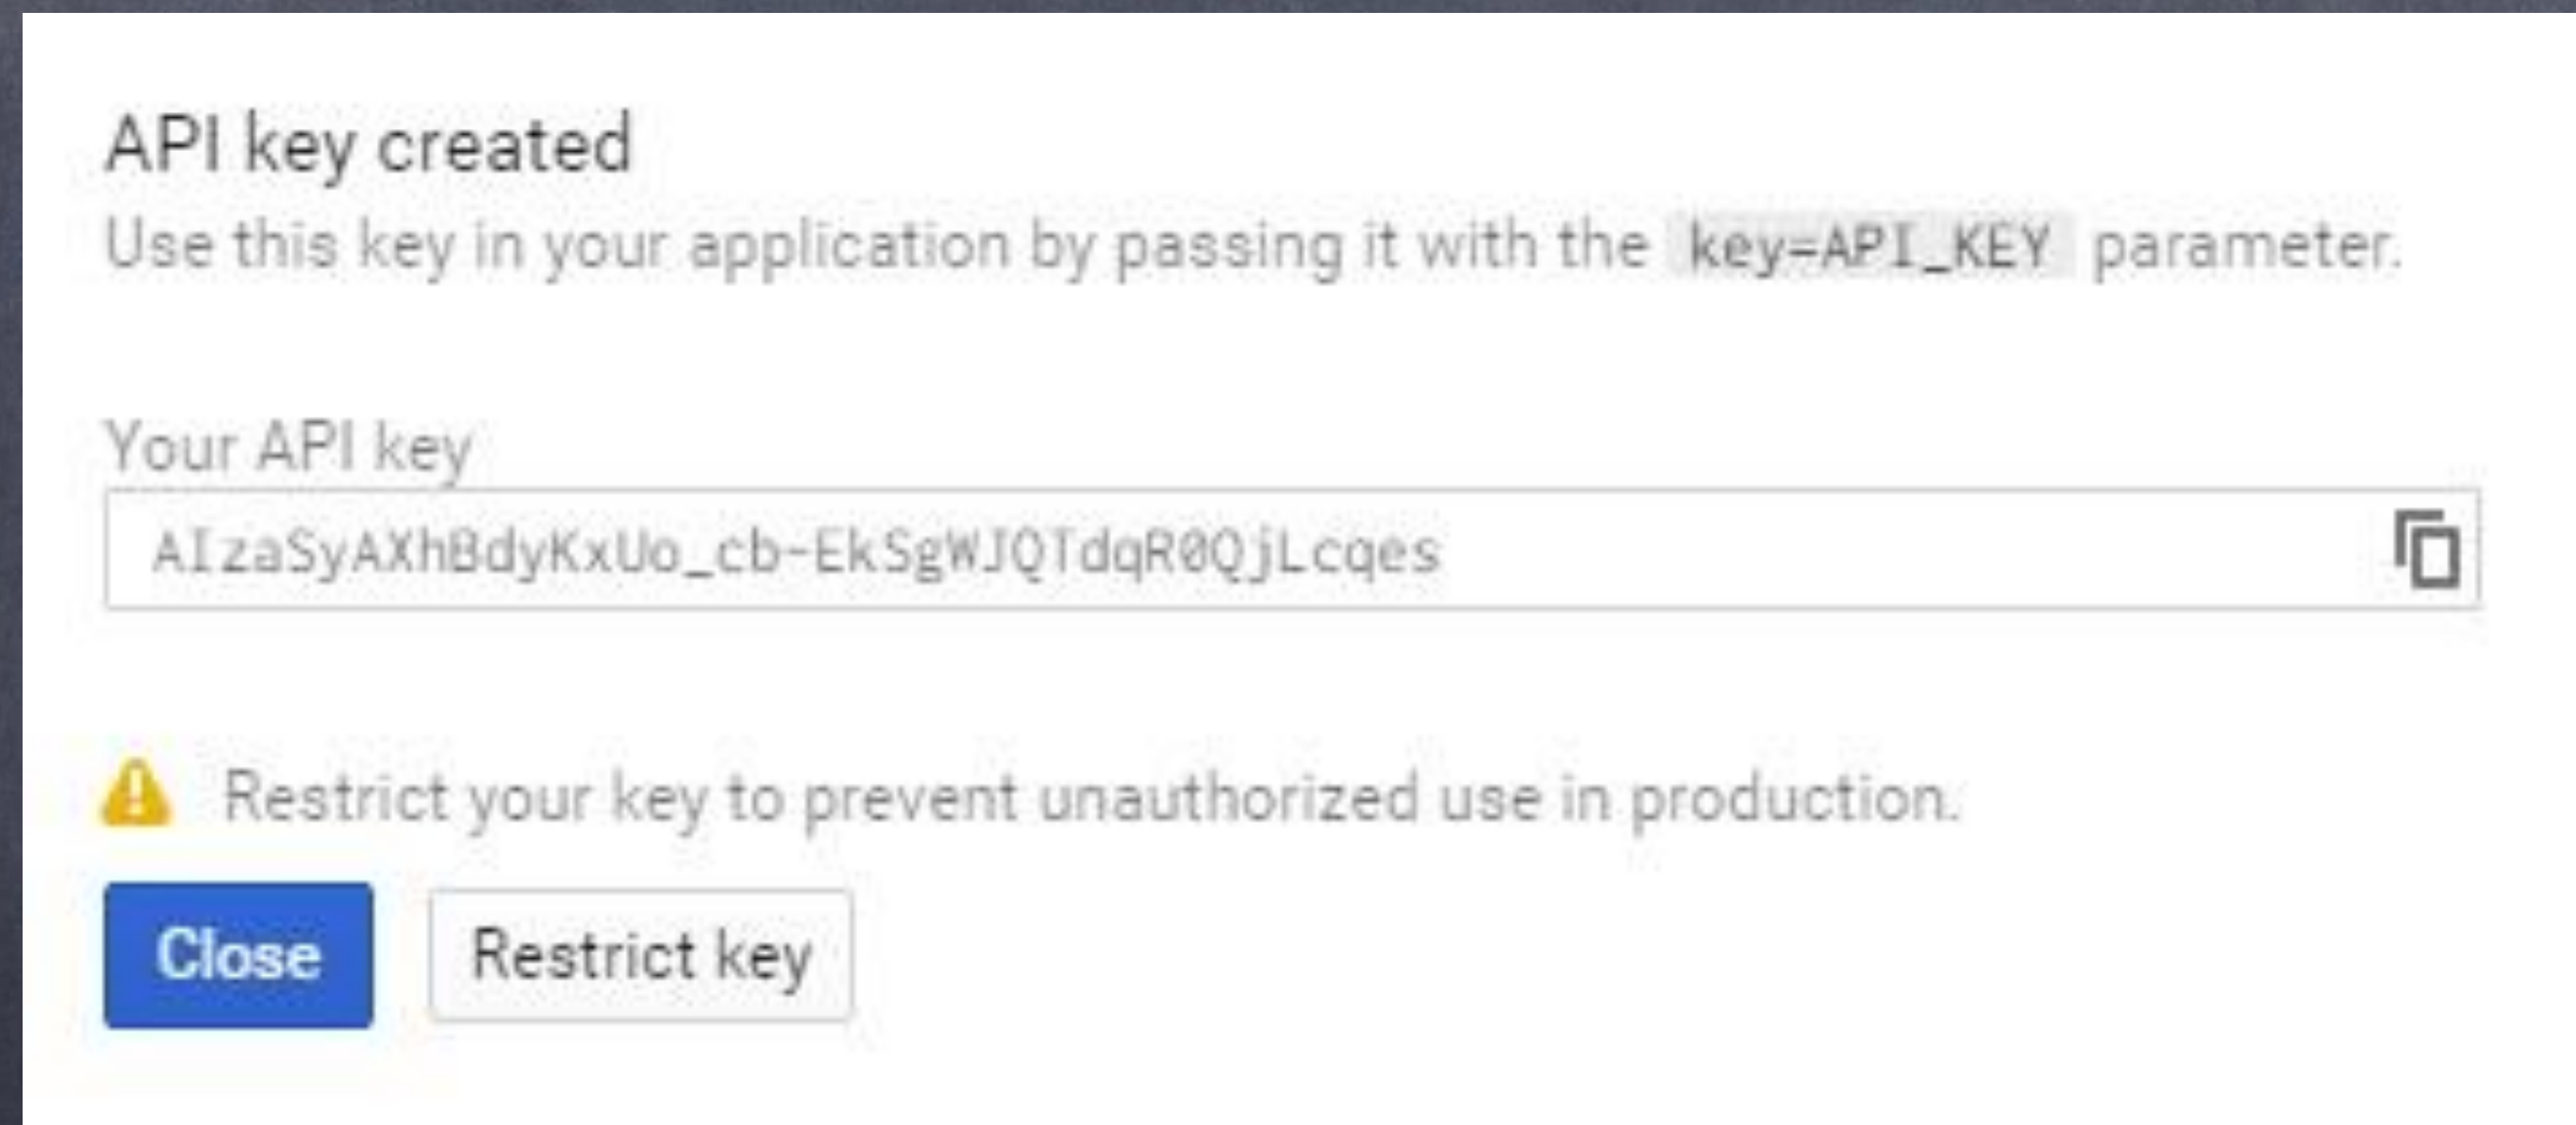 API key created
Use this key in your application by passing it with the key=API_KEY parameter.
Your API key
AIzaSyAXhBdyKxUo_cb-EkSgWJQTdqR0QjLcqes
Restrict your key to prevent unauthorized use in production.
Close
Restrict key